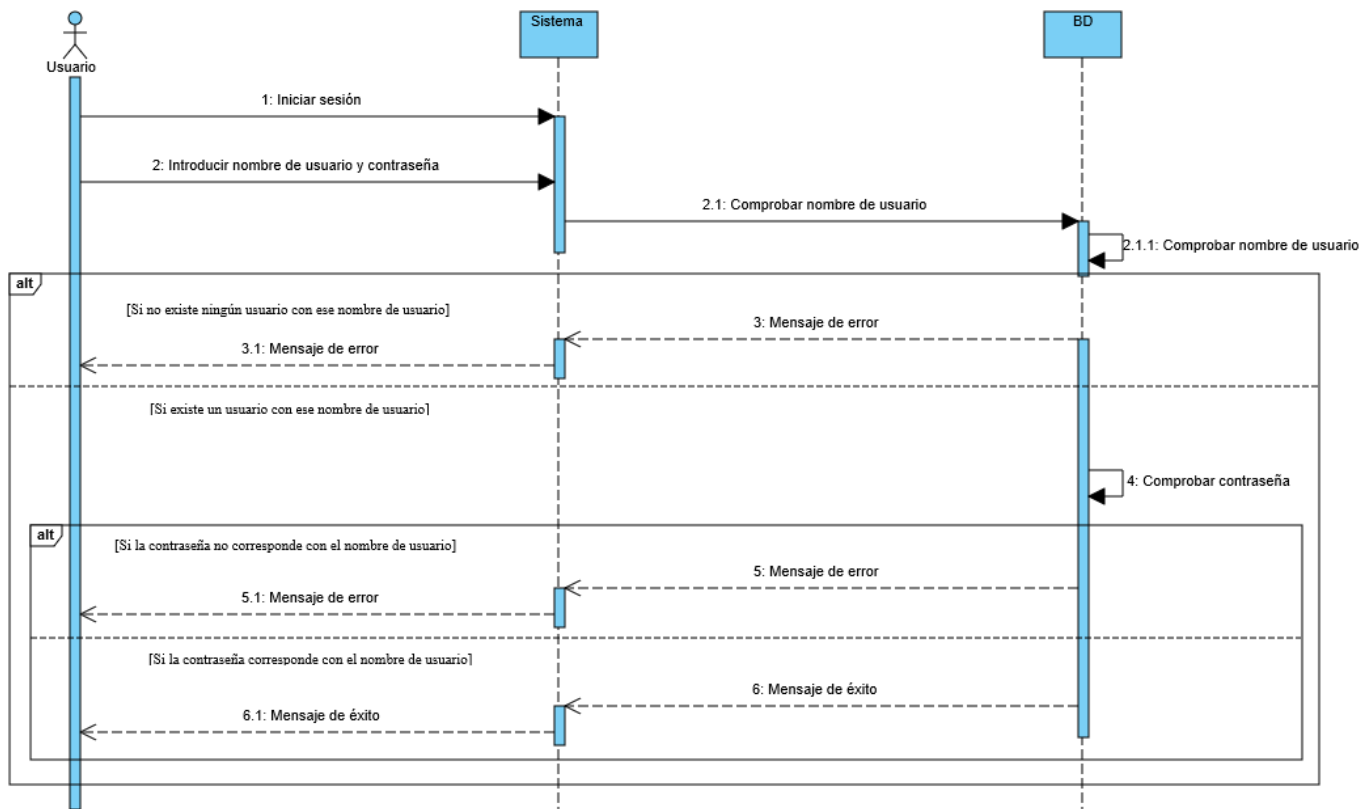 Usuario
Sistema
BD
1: Iniciar sesión
2: Introducir nombre de usuario y contraseña
2.1: Comprobar nombre de usuario
2.1.1: Comprobar nombre de usuario
alt
[Si no existe ningún usuario con ese nombre de usuario]
3: Mensaje de error
3.1: Mensaje de error
[Si existe un usuario con ese nombre de usuario]
4: Comprobar contraseña
alt
[Si la contraseña no corresponde con el nombre de usuario]
5: Mensaje de error
5.1: Mensaje de error
[Si la contraseña corresponde con el nombre de usuario]
6: Mensaje de éxito
6.1: Mensaje de éxito